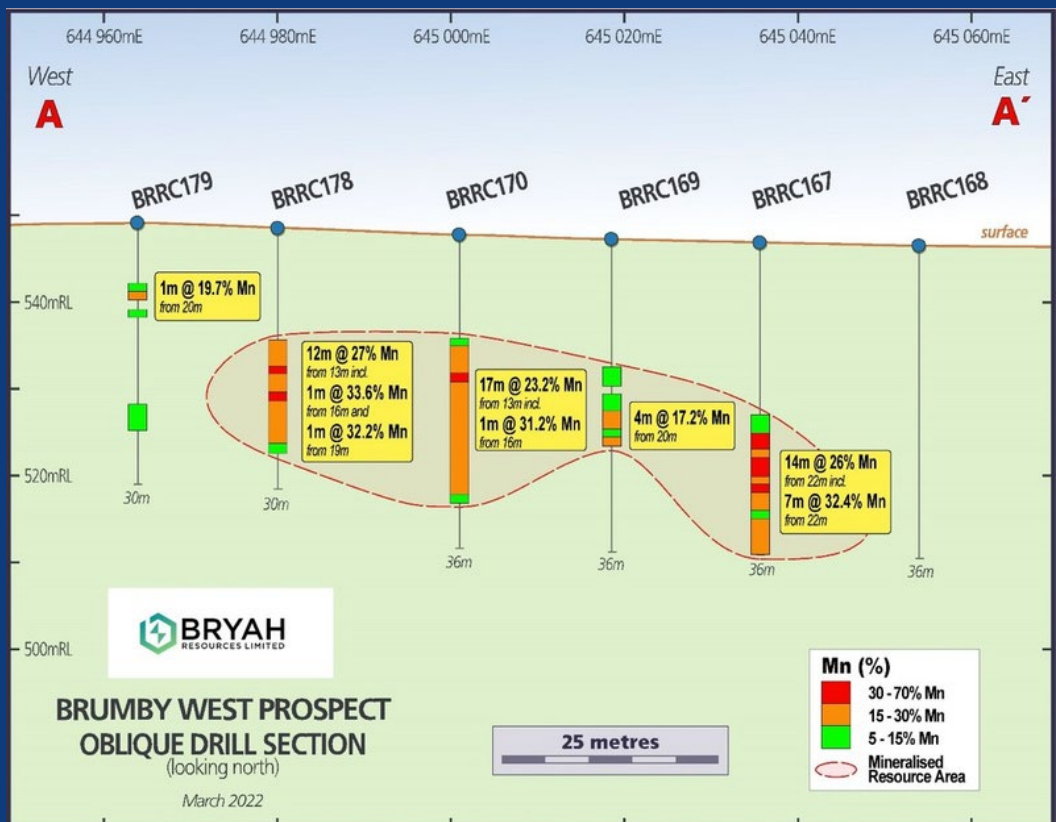 644 960mE
644 980mE
645 000mE
645 020mE
645 040mE
645 060mE
West
East
A
A´
BRRC179
BRRC178
BRRC170
BRRC169
BRRC167
BRRC168
surface
540mRL
1m @ 19.7% Mn
from 20m
12m @ 27% Mn
from 13m incl.
1m @ 33.6% Mn
from 16m and
1m @ 32.2% Mn
from 19m
17m @ 23.2% Mn
from 13m incl.
1m @ 31.2% Mn
from 16m
4m @ 17.2% Mn
from 20m
14m @ 26% Mn
from 22m incl.
7m @ 32.4% Mn
from 22m
520mRL
30m
30m
36m
36m
36m
36m
500mRL
BRYAH
RESOURCES LIMITED
BRUMBY WEST PROSPECT
OBLIQUE DRILL SECTION
(looking north)
March 2022
25 metres
Mn (%)
30 - 70% Mn
15 - 30% Mn
5 - 15% Mn
Mineralised
Resource Area